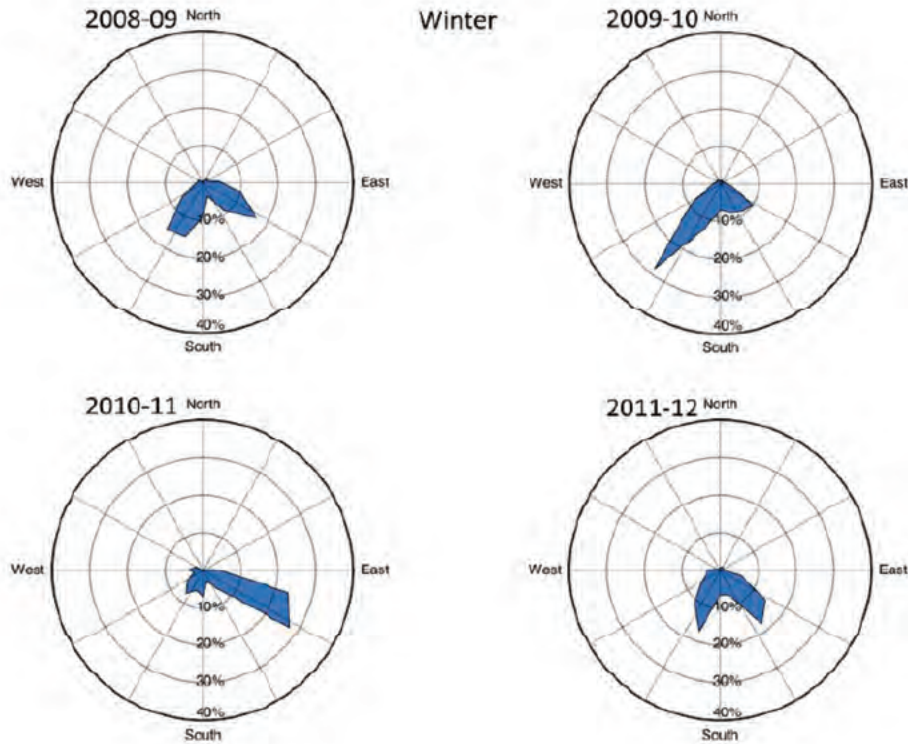 2008-09 North
Winter
2009-10 North
West
East
10%
20%
30%
40%
South
West
East
10%
20%
30%
40%
South
2010-11 North
2011-12 North
West
East
10%
20%
30%
40%
South
West
East
10%
20%
30%
40%
South